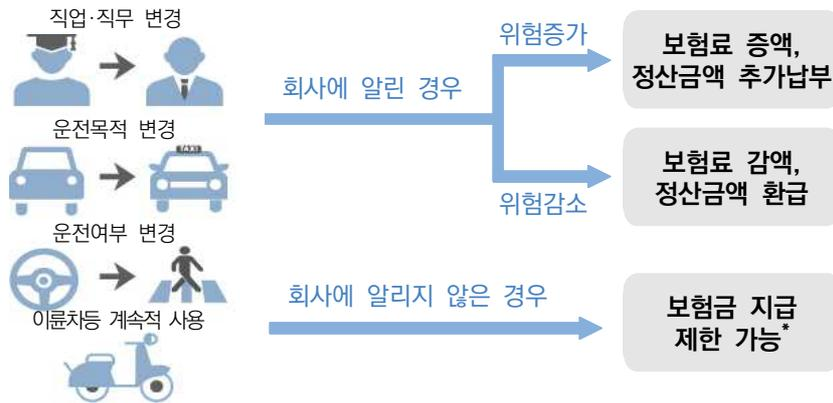 직업·직무 변경
운전목적 변경
TAXI
운전여부 변경
이륜차등 계속적 사용
회사에 알린 경우
위험증가
위험감소
보험료 증액,
정산금액 추가납부
보험료 감액,
정산금액 환급
회사에 알리지 않은 경우
보험금 지급
제한 가능*